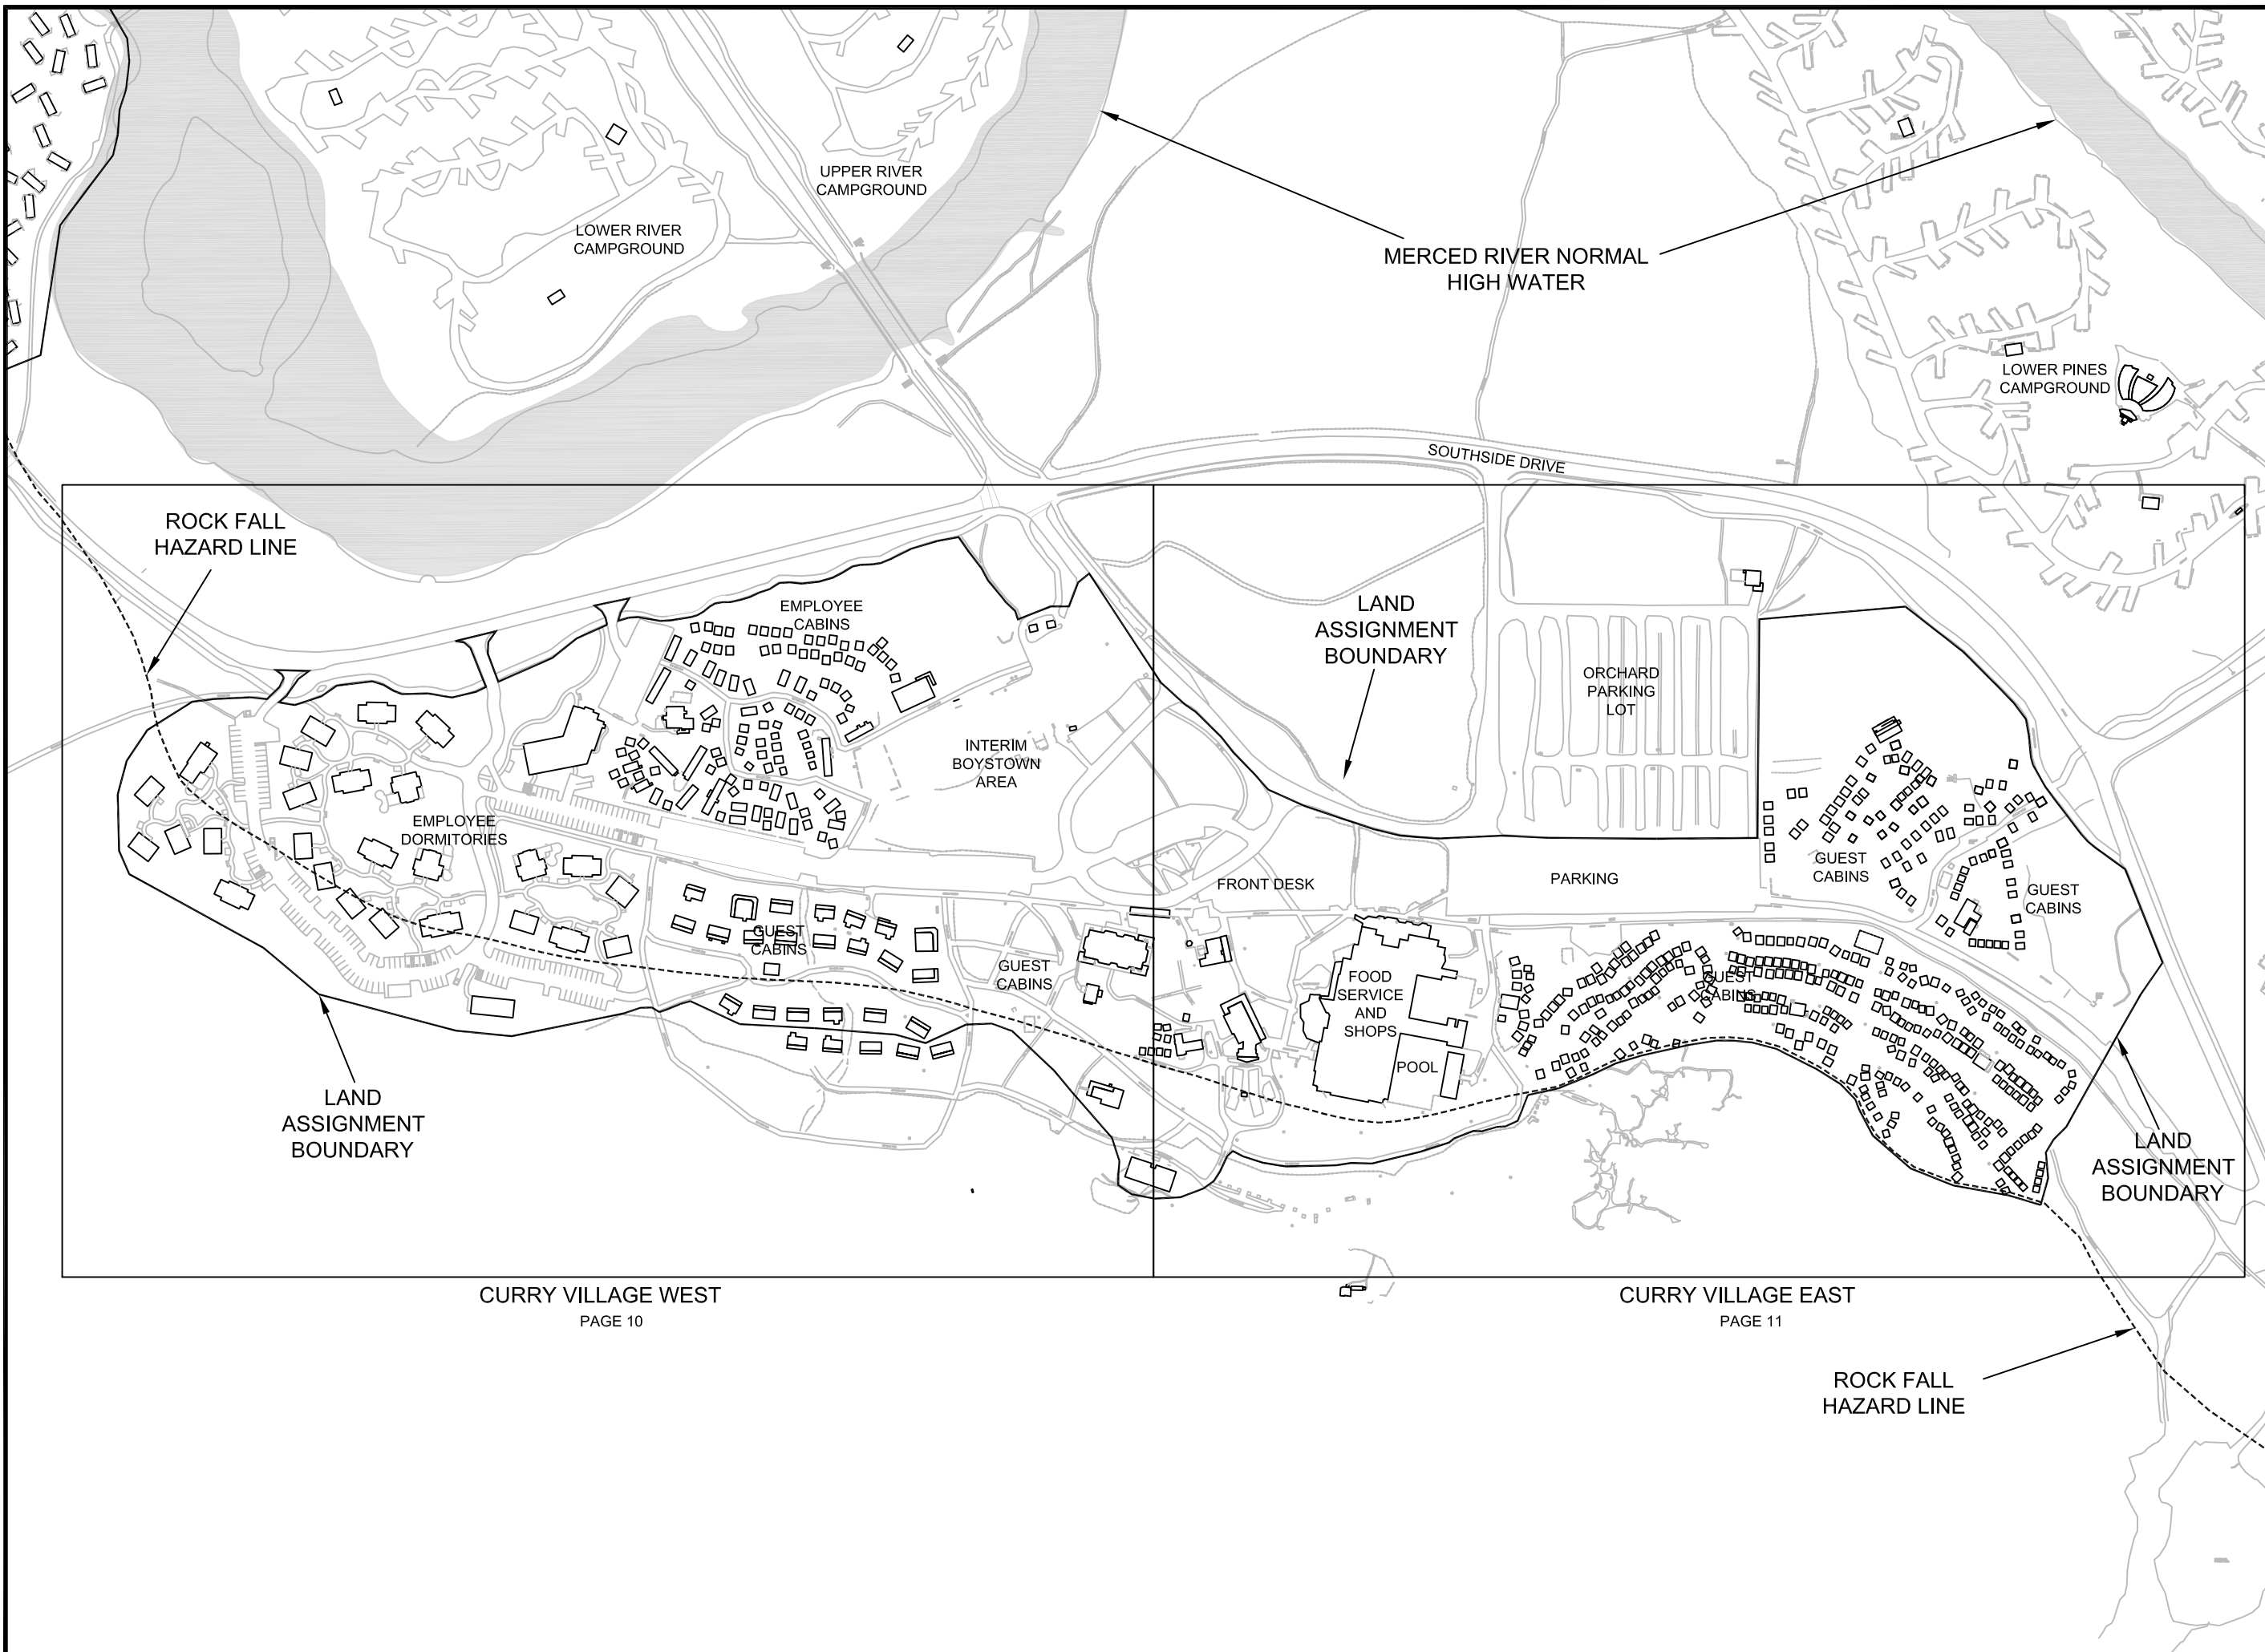 UPPER RIVER
CAMPGROUND
LOWER RIVER
CAMPGROUND
MERCED RIVER NORMAL
HIGH WATER
LOWER PINES
CAMPGROUND
SOUTHSIDE DRIVE
ROCK FALL
HAZARD LINE
EMPLOYEE
CABINS
LAND
ASSIGNMENT
BOUNDARY
ORCHARD
PARKING
LOT
INTERIM
BOYSTOWN
AREA
EMPLOYEE
DORMITORIES
GUEST
CABINS
FRONT DESK
PARKING
GUEST
CABINS
GUEST
CABINS
GUEST
CABINS
FOOD
SERVICE
AND
SHOPS
GUEST
CABINS
POOL
LAND
ASSIGNMENT
BOUNDARY
LAND
ASSIGNMENT
BOUNDARY
CURRY VILLAGE WEST
PAGE 10
CURRY VILLAGE EAST
PAGE 11
ROCK FALL
HAZARD LINE